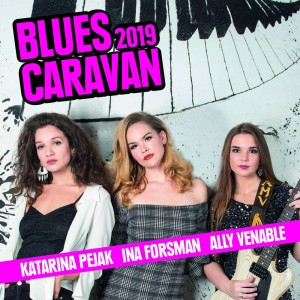 BLUES 2019
CARAVAN
KATARINA PEJAK INA FORSMAN ALLY VENABLE